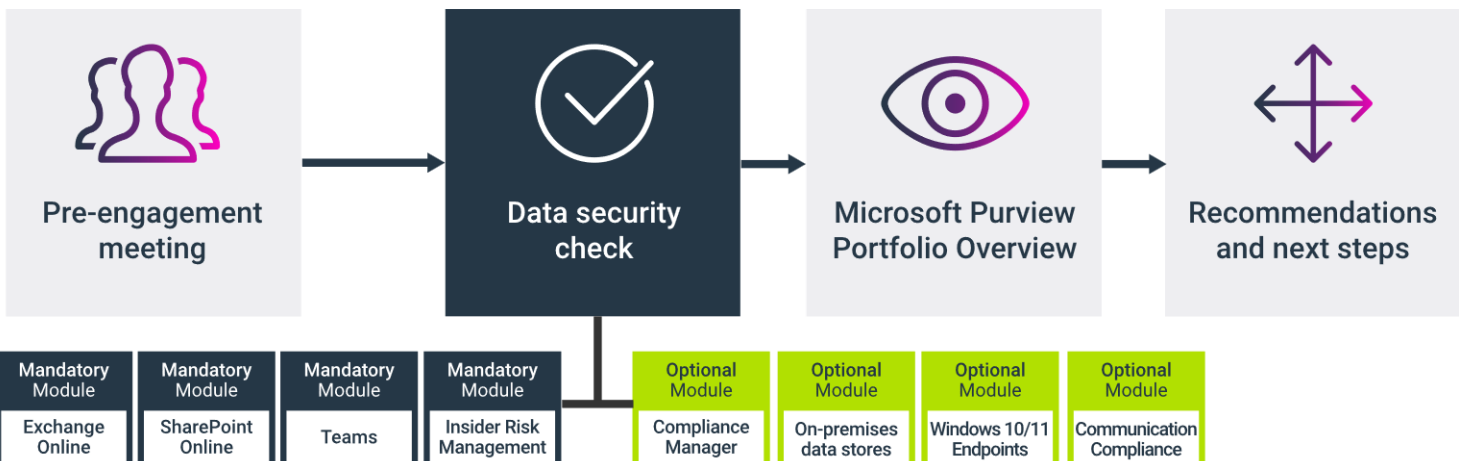 Pre-engagement
meeting
Data security
check
Microsoft Purview
Portfolio Overview
Recommendations
and next steps
Mandatory
Module
Exchange
Online
Mandatory
Module
SharePoint
Online
Mandatory
Module
Teams
Mandatory
Module
Insider Risk
Management
Optional
Module
Compliance
Manager
Optional
Module
On-premises
data stores
Optional
Module
Windows 10/11
Endpoints
Optional
Module
Communication
Compliance